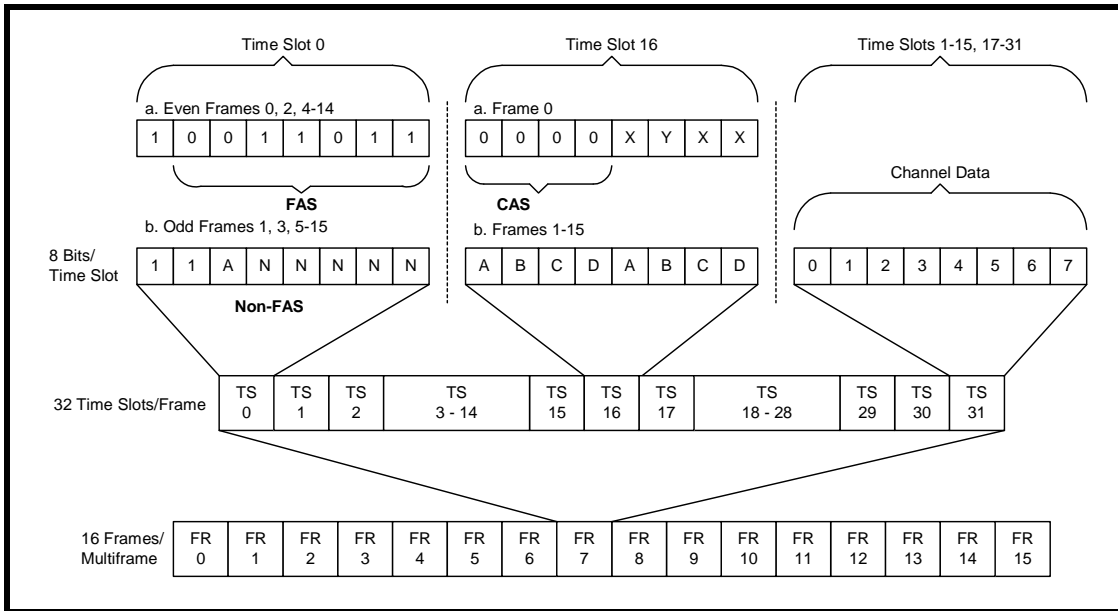 Time Slot 0
Time Slot 16
Time Slots 1-15, 17-31
a. Even Frames 0, 2, 4-14
a. Frame 0
1 0 0 1 1 0 1 1
0 0 0 0 X Y X X
Channel Data
FAS
CAS
b. Odd Frames 1, 3, 5-15
b. Frames 1-15
8 Bits/
Time Slot
1 1 A N N N N N
A B C D A B C D
0 1 2 3 4 5 6 7
Non-FAS
32 Time Slots/Frame
TS TS TS TS TS TS TS TS TS TS TS
0 1 2 3 - 14 15 16 17 18 - 28 29 30 31
16 Frames/
Multiframe
FR FR FR FR FR FR FR FR FR FR FR FR FR FR FR FR
0 1 2 3 4 5 6 7 8 9 10 11 12 13 14 15